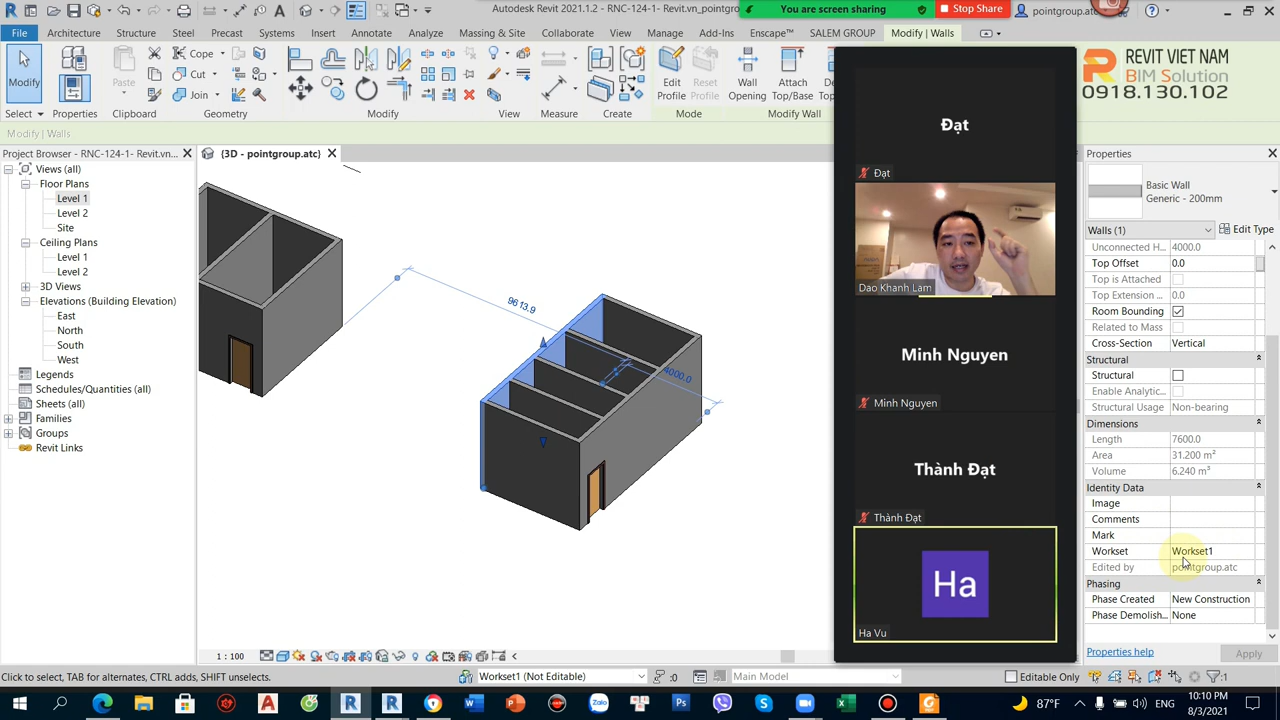 Autodesk Revit 2021.1.2 - RNC-124-1- Revit.vn_pointgro
You are screen sharing
Stop Share
pointgroup.atc
File
Architecture
Structure
Precast
Systems
Insert
Annotate
Analyze
Massing & Site
Collaborate
View
Manage
Add-Ins
Enscape™
SALEM GROUP
Modify | Walls
Modify
Paste
Cope
Cut
Join
Edit
Profile
Reset
Profile
Wall
Opening
Attach
Top/Base
Select
Properties
Clipboard
Geometry
Modify
View
Measure
Create
Mode
Modify Wall
REVIT VIET NAM
BIM Solution
0918.130.102
Modify | Walls
Project Browser - RNC-124-1- Revit.vn...
(3D - pointgroup.atc)
Views (all)
Floor Plans
Level 1
Level 2
Site
Ceiling Plans
Level 1
Level 2
3D Views
Elevations (Building Elevation)
East
North
South
West
Legends
Schedules/Quantities (all)
Sheets (all)
Families
Groups
Revit Links
9613.9
4000.0
Đạt
Đạt
Dao Khanh Lam
Minh Nguyen
Minh Nguyen
Thành Đạt
Thành Đạt
Ha
Ha Vu
Properties
Basic Wall
Generic - 200mm
Walls (1)
Edit Type
Unconnected H... 4000.0
Top Offset 0.0
Top is Attached
Top Extension ... 0.0
Room Bounding
Related to Mass
Cross-Section Vertical
Structural
Structural
Enable Analytic...
Structural Usage Non-bearing
Dimensions
Length 7600.0
Area 31.200 m²
Volume 6.240 m³
Identity Data
Image
Comments
Mark
Workset Workset1
Edited by pointgroup.atc
Phasing
Phase Created New Construction
Phase Demolish... None
Properties help
Apply
1 : 100
Click to select, TAB for alternates, CTRL adds, SHIFT unselects.
Workset1 (Not Editable)
:0
Main Model
Editable Only
:1
87°F
ENG
10:10 PM
8/3/2021